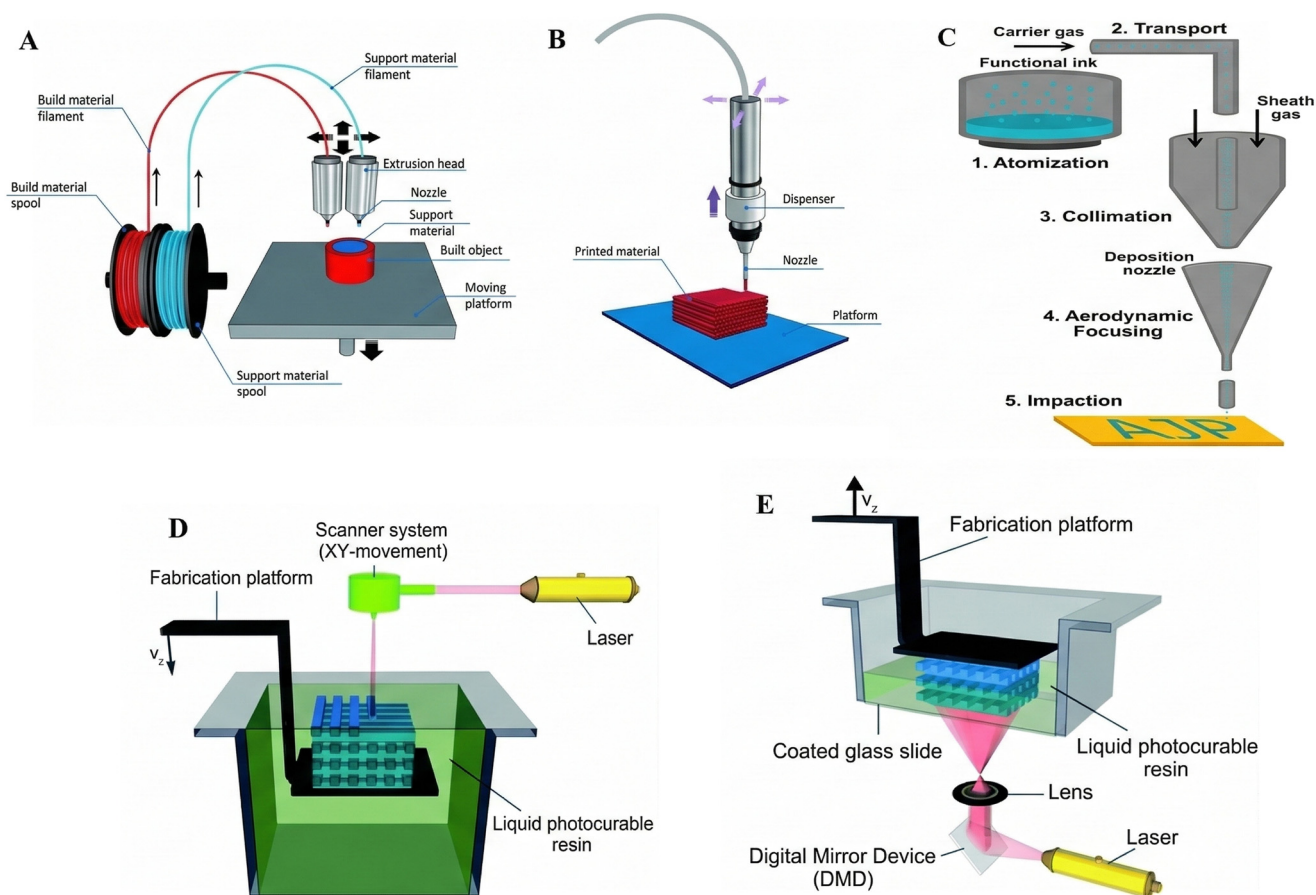 A
Support material
filament
Build material
filament
Extrusion head
Nozzle
Build material
spool
Support
material
Built object
Moving
platform
Support material
spool
B
Dispenser
Nozzle
Printed material
Platform
C
Carrier gas
2. Transport
Functional ink
Sheath
gas
1. Atomization
3. Collimation
Deposition
nozzle
4. Aerodynamic
Focusing
5. Impaction
AJP
D
Scanner system
(XY-movement)
Fabrication platform
Laser
vz
Liquid photocurable
resin
E
vz
Fabrication platform
Coated glass slide
Liquid photocurable
resin
Lens
Laser
Digital Mirror Device
(DMD)